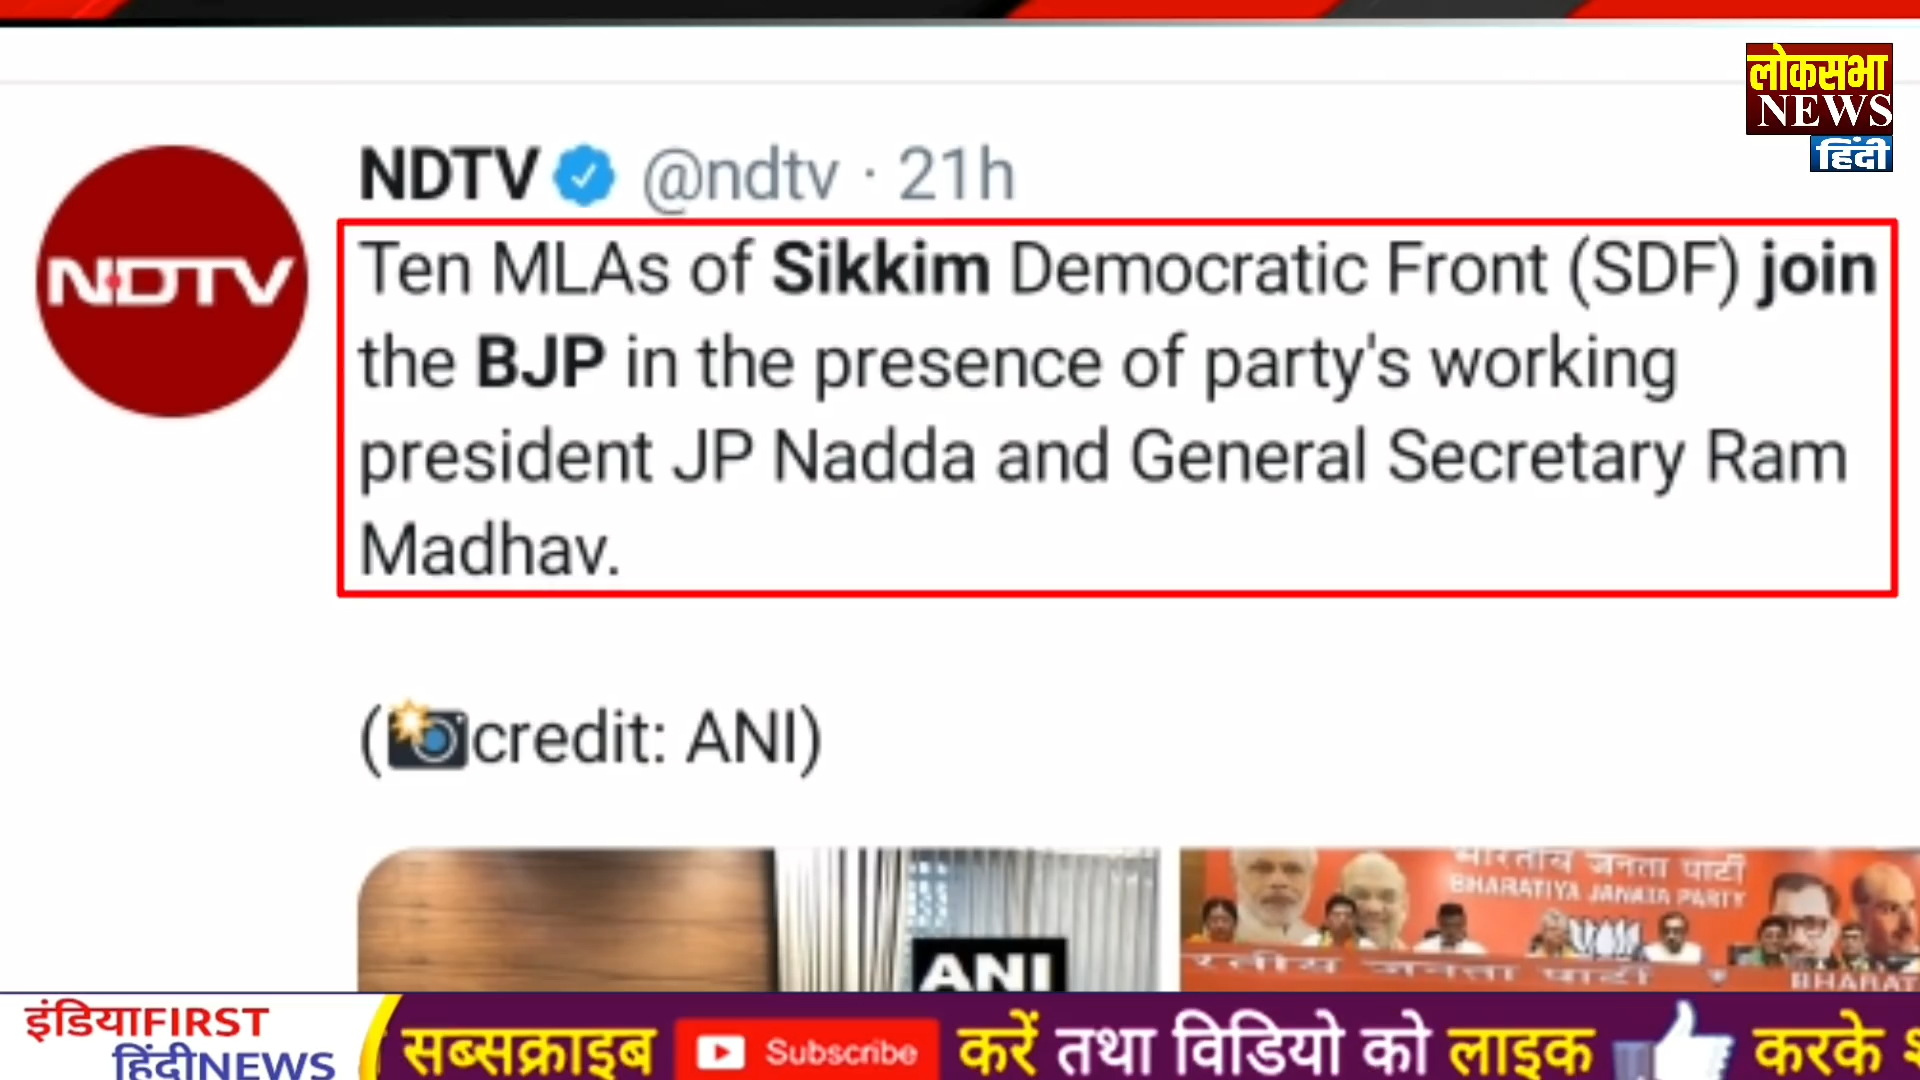 लोकसभा
NEWS
हिंदी
NDTV @ndtv · 21h
NDTV
Ten MLAs of Sikkim Democratic Front (SDF) join
the BJP in the presence of party's working
president JP Nadda and General Secretary Ram
Madhav.
(credit: ANI)
भारतीय जनता पार्टी
BHARATIYA JANATA PARTY
ANI
जनता पार्टी
इंडियाFIRST
हिंदीNEWS
सब्सक्राइब Subscribe करें तथा विडियो को लाइक करके